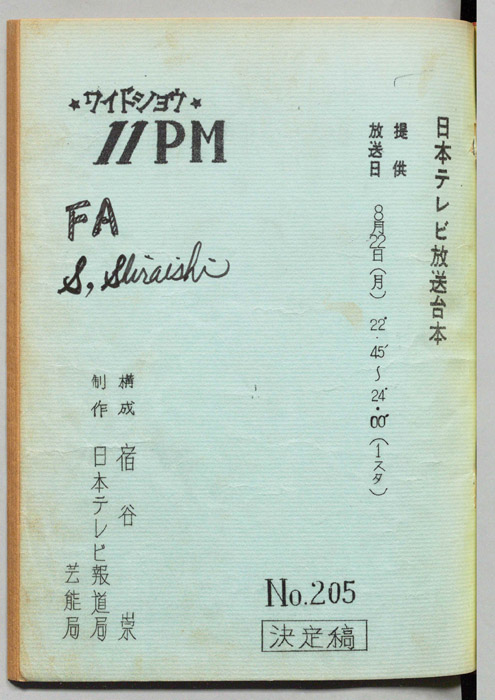 日本テレビ放送台本
提供
放送日 8月22日(月) 22°・45′〜24°・00′(1スタ)
★ワイドショウ★
11PM
FA
S, Shiraishi
構成 宿谷 崇
制作 日本テレビ報道局
芸能局
No.205
決定稿